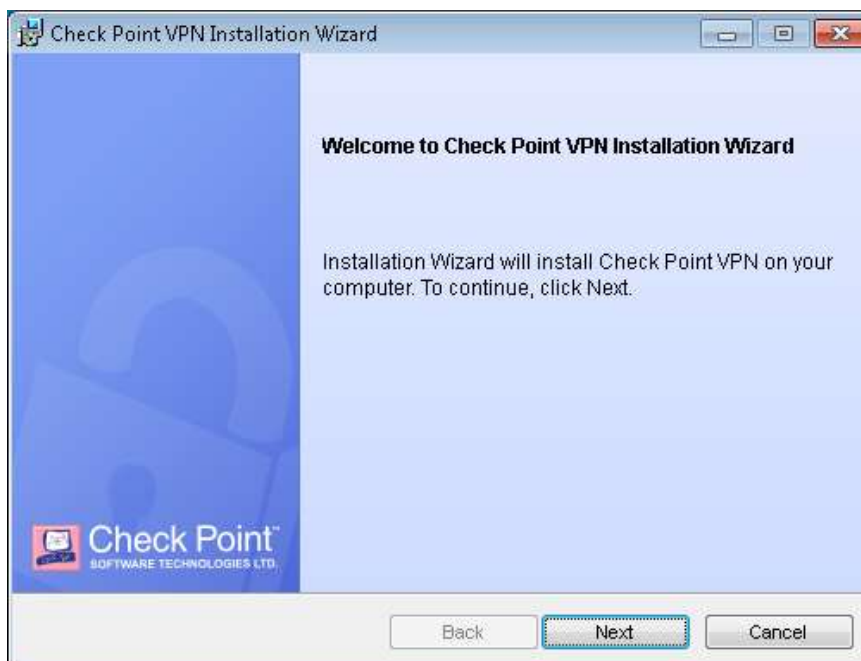 Check Point VPN Installation Wizard
Welcome to Check Point VPN Installation Wizard
Installation Wizard will install Check Point VPN on your
computer. To continue, click Next.
Check Point™
SOFTWARE TECHNOLOGIES LTD.
Back Next Cancel